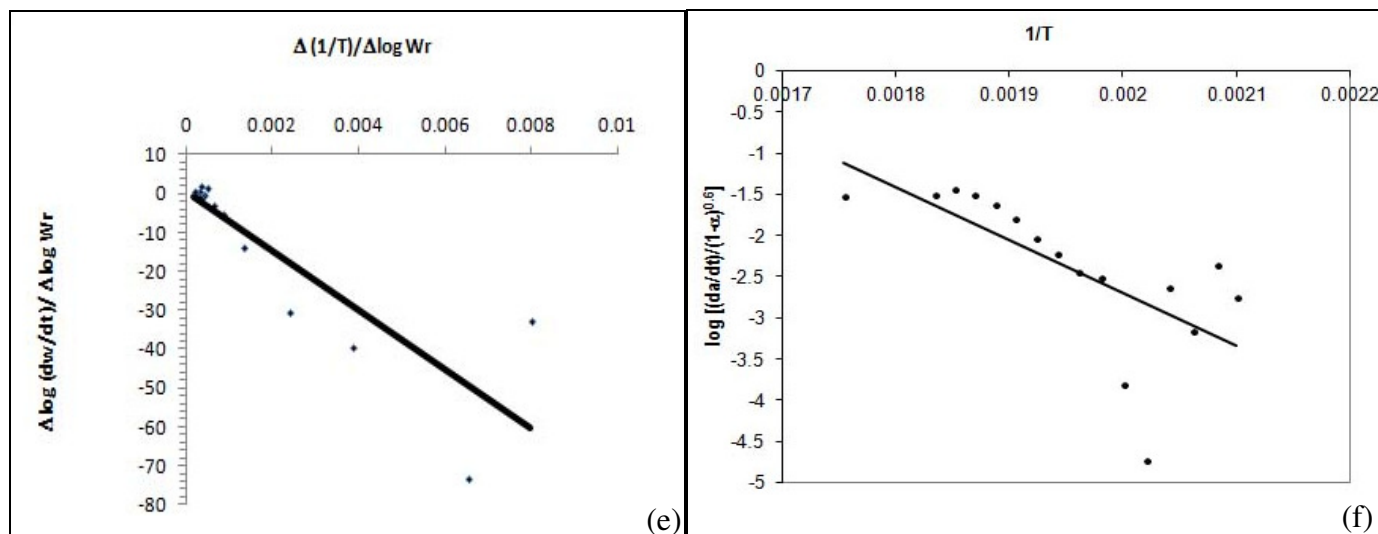 Δ (1/T)/Δlog Wr
0 0.002 0.004 0.006 0.008 0.01
10
0
-10
-20
-30
-40
-50
-60
-70
-80
Δ log (dw/dt)/ Δ log Wr
(e)
1/T
0
0.0017 0.0018 0.0019 0.002 0.0021 0.0022
-0.5
-1
-1.5
-2
-2.5
-3
-3.5
-4
-4.5
-5
log [(da/dt)/(1-α)^0.6]
(f)